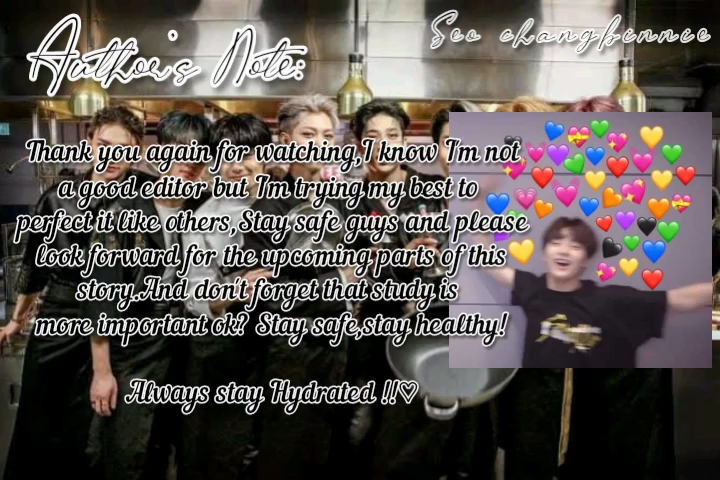 Author's Note:
Seo changbinnie
Thank you again for watching,I know I'm not
a good editor but I'm trying my best to
perfect it like others,Stay safe guys and please
look forward for the upcoming parts of this
story.And don't forget that study is
more important ok? Stay safe,stay healthy!
Always stay Hydrated !!♡